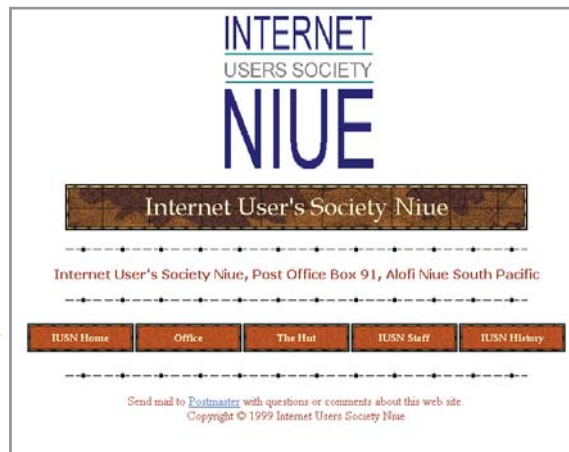 INTERNET
USERS SOCIETY
NIUE
Internet User's Society Niue
Internet User's Society Niue, Post Office Box 91, Alofi Niue South Pacific
IUSN Home Office The Hut IUSN Staff IUSN History
Send mail to Postmaster with questions or comments about this web site.
Copyright © 1999 Internet Users Society Niue